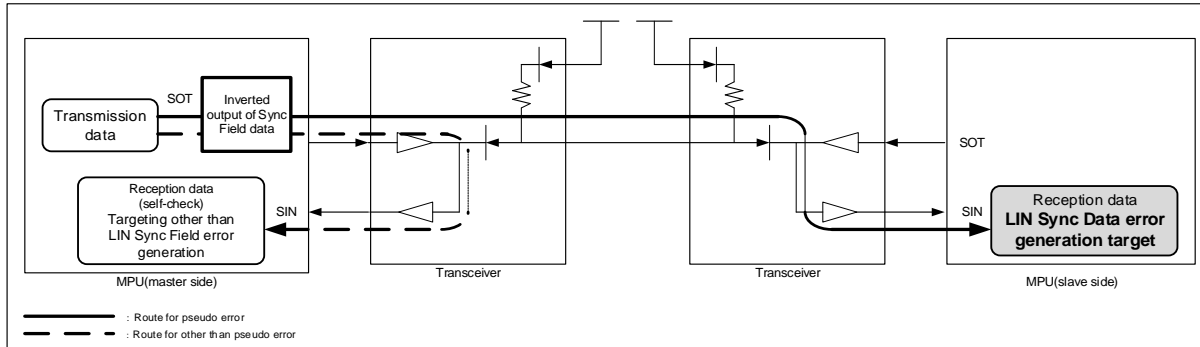 SOT
Transmission
data
Inverted
output of Sync
Field data
SOT
Reception data
(self-check)
Targeting other than
LIN Sync Field error
generation
SIN
SIN
Reception data
LIN Sync Data error
generation target
MPU(master side)
Transceiver
Transceiver
MPU(slave side)
: Route for pseudo error
: Route for other than pseudo error